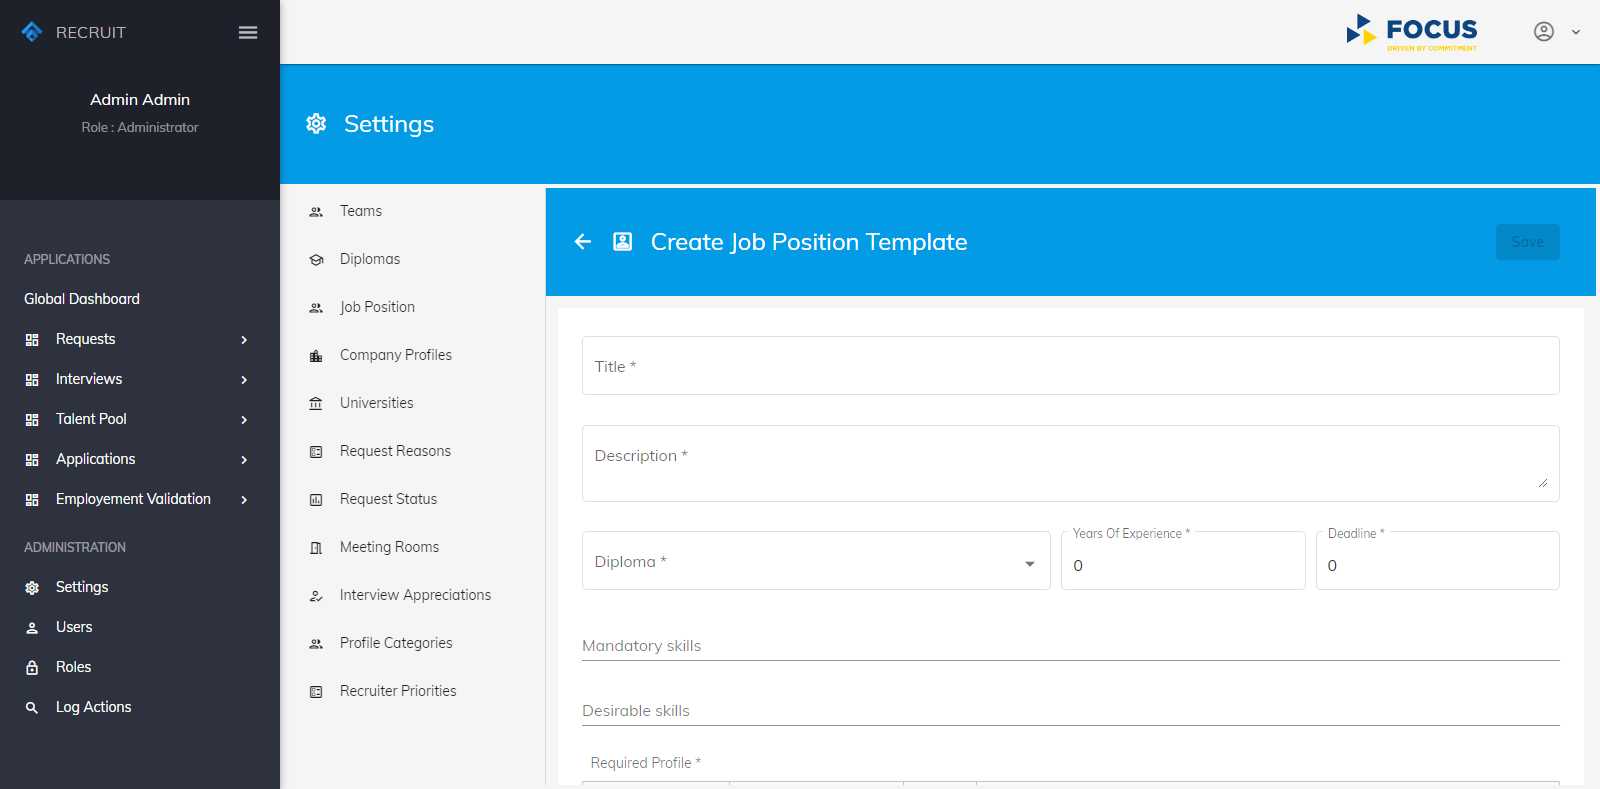 RECRUIT
Admin Admin
Role : Administrator
APPLICATIONS
Global Dashboard
Requests
Interviews
Talent Pool
Applications
Employement Validation
ADMINISTRATION
Settings
Users
Roles
Log Actions
FOCUS
DRIVEN BY COMMITMENT
Settings
Teams
Diplomas
Job Position
Company Profiles
Universities
Request Reasons
Request Status
Meeting Rooms
Interview Appreciations
Profile Categories
Recruiter Priorities
Create Job Position Template
Save
Title *
Description *
Diploma *
Years Of Experience *
0
Deadline *
0
Mandatory skills
Desirable skills
Required Profile *